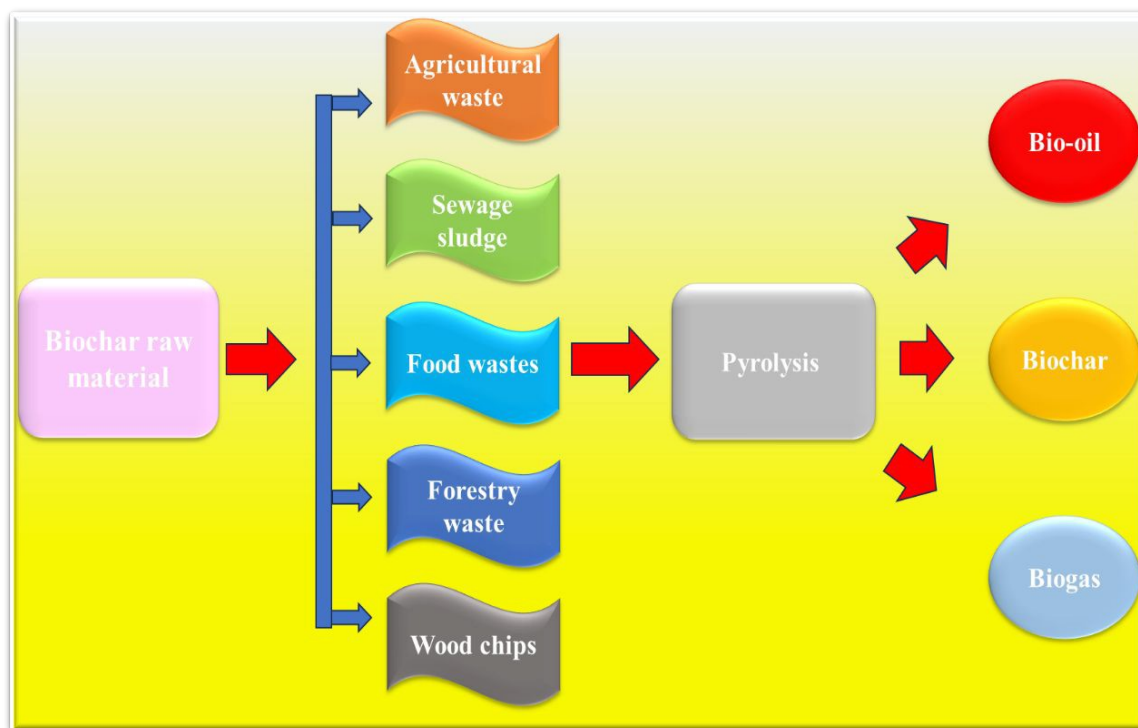 Biochar raw
material
Agricultural
waste
Sewage
sludge
Food wastes
Forestry
waste
Wood chips
Pyrolysis
Bio-oil
Biochar
Biogas